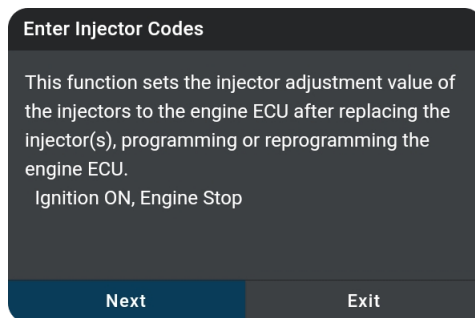 Enter Injector Codes
This function sets the injector adjustment value of
the injectors to the engine ECU after replacing the
injector(s), programming or reprogramming the
engine ECU.
Ignition ON, Engine Stop
Next
Exit